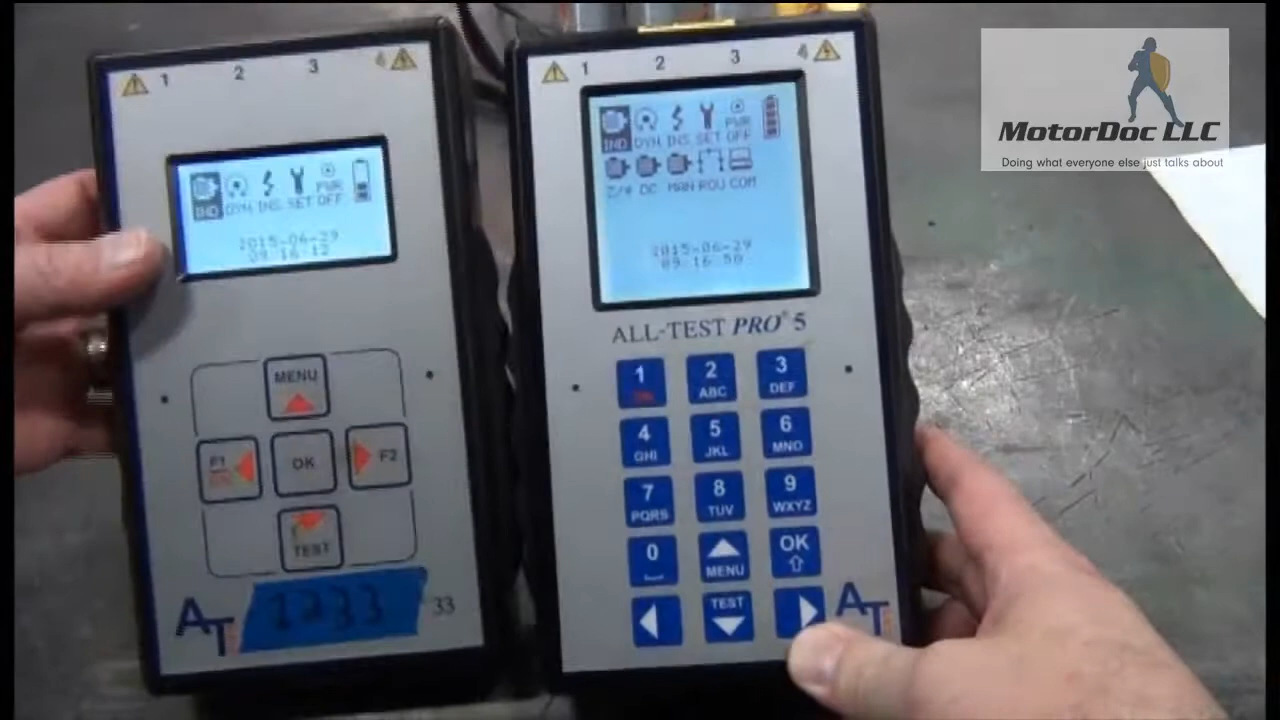 MotorDoc LLC
Doing what everyone else just talks about
1 2 3 4
IND DYN INS SET PWR OFF
2015-06-29
09:16:12
MENU
F1
OK
F2
TEST
1233
33
AT
1 2 3 4
IND DYN INS SET PWR OFF
Z/Φ DC MAN ROU COM
2015-06-29
09:16:50
ALL-TEST PRO® 5
1 2 3
ABC DEF
4 5 6
GHI JKL MNO
7 8 9
PQRS TUV WXYZ
0 MENU OK
TEST
AT